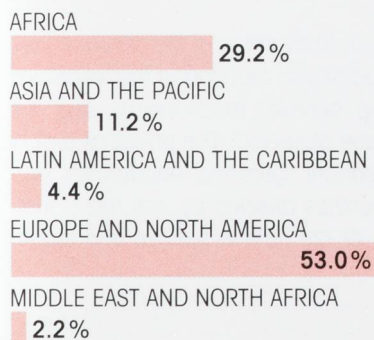 AFRICA
29.2%
ASIA AND THE PACIFIC
11.2%
LATIN AMERICA AND THE CARIBBEAN
4.4%
EUROPE AND NORTH AMERICA
53.0%
MIDDLE EAST AND NORTH AFRICA
2.2%